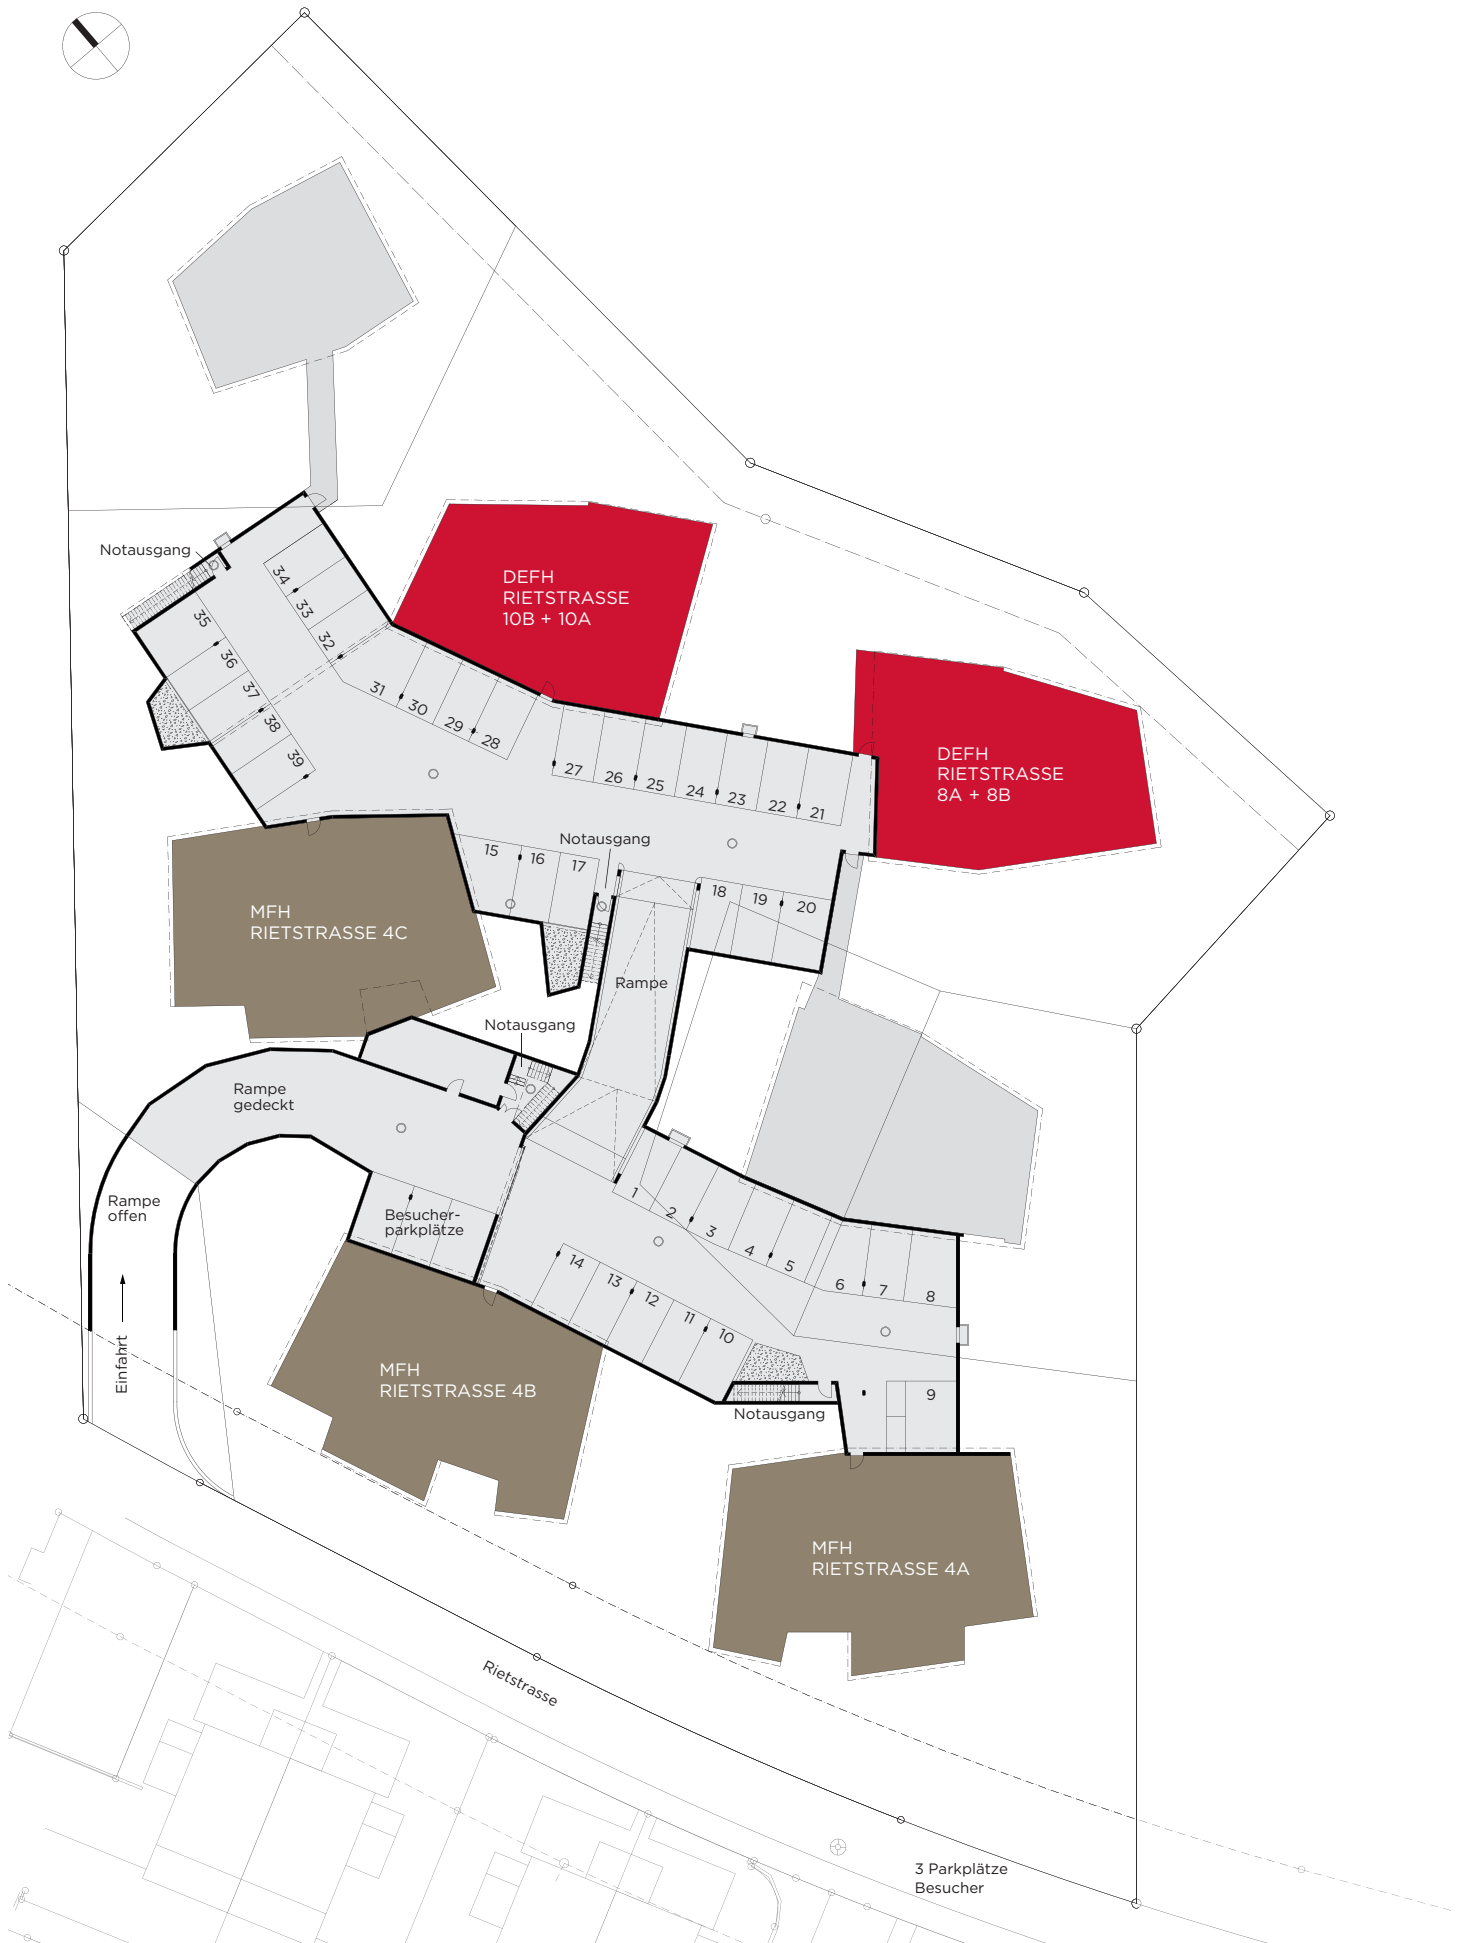 Notausgang
34
33
32
35
36
37
38
39
DEFH
RIETSTRASSE
10B + 10A
31
30
29
28
27
26
25
24
23
22
21
DEFH
RIETSTRASSE
8A + 8B
Notausgang
15
16
17
18
19
20
MFH
RIETSTRASSE 4C
Rampe
Notausgang
Rampe
gedeckt
Rampe
offen
Einfahrt
Besucher-
parkplätze
1
2
3
4
5
6
7
8
14
13
12
11
10
9
Notausgang
MFH
RIETSTRASSE 4B
MFH
RIETSTRASSE 4A
Rietstrasse
3 Parkplätze
Besucher